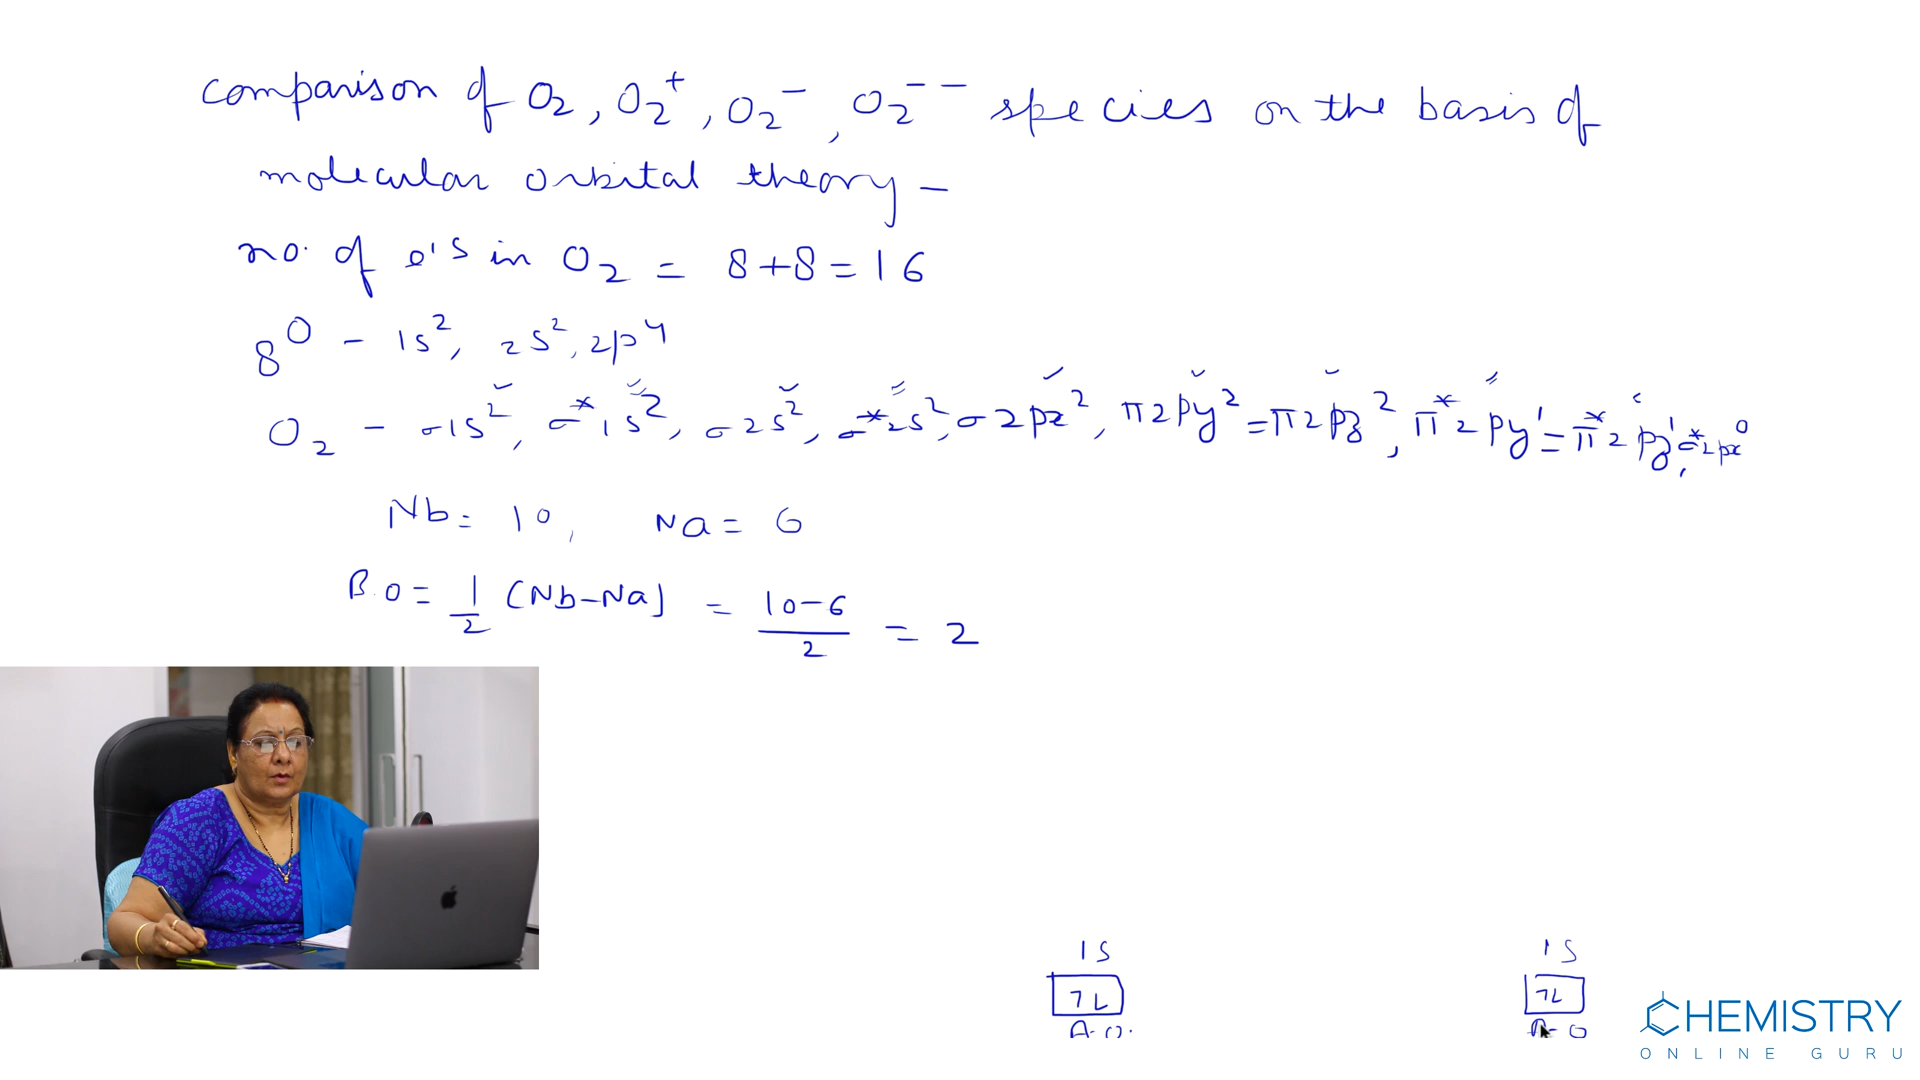 comparison of O₂, O₂⁺, O₂⁻, O₂⁻⁻ species on the basis of
molecular orbital theory –
no. of e's in O₂ = 8+8=16
₈O – 1s², 2s², 2p⁴
O₂ – σ1s², σ*1s², σ2s², σ*2s², σ2px², π2py²=π2pz², π*2py¹=π*2pz¹, σ*2px⁰
Nb= 10, Na= 6
B.O= 1/2 [Nb–Na] = 10–6/2 = 2
1s 1s
A.O. A.O
CHEMISTRY
ONLINE GURU